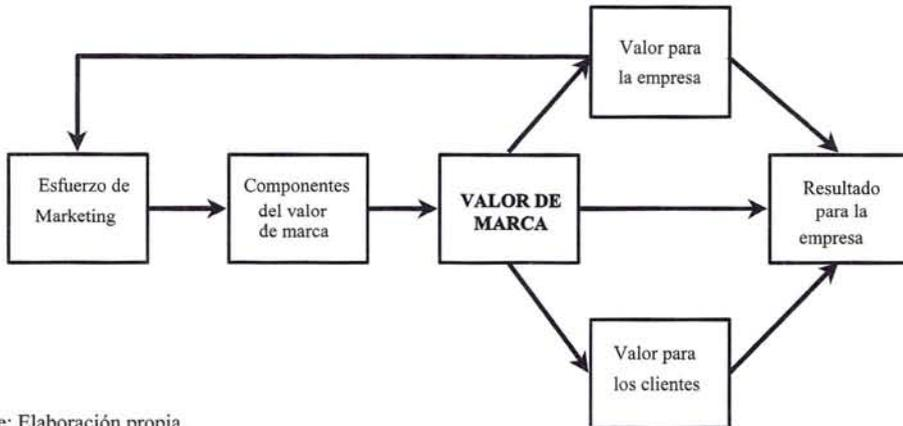 Valor para
la empresa
Esfuerzo de
Marketing
Componentes
del valor
de marca
VALOR DE
MARCA
Resultado
para la
empresa
Valor para
los clientes
e: Elaboración propia